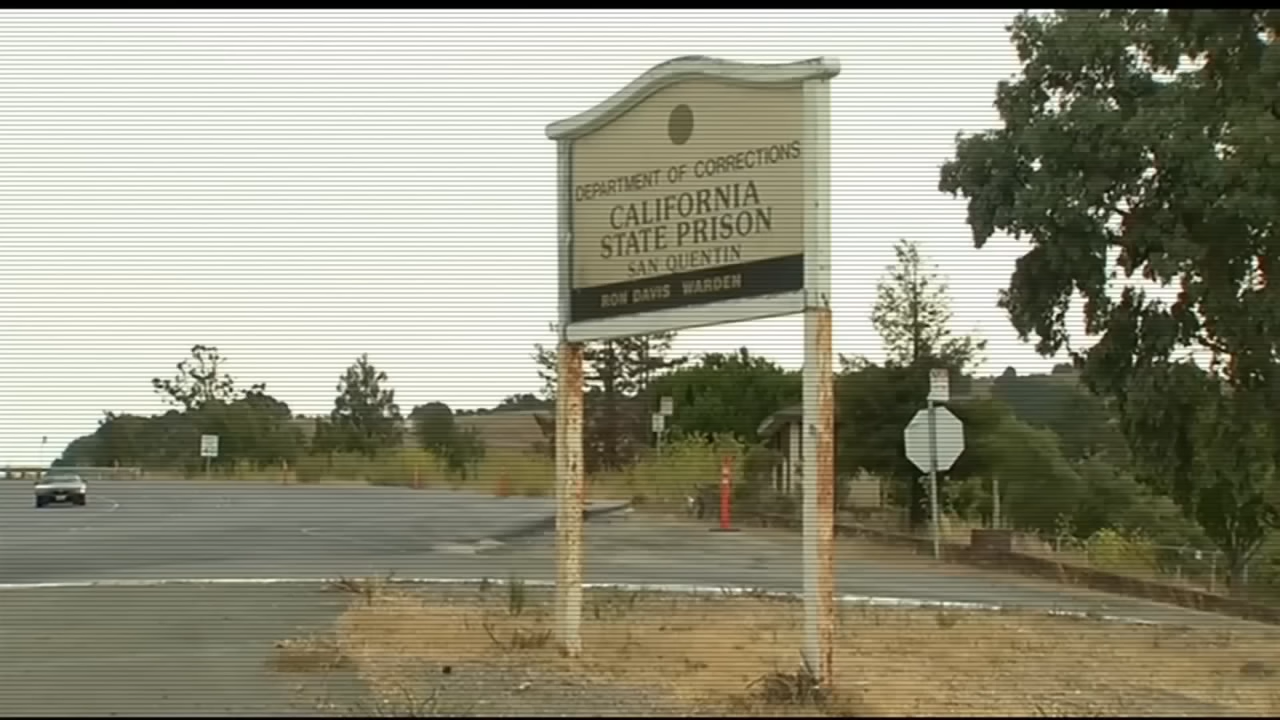 DEPARTMENT OF CORRECTIONS
CALIFORNIA
STATE PRISON
SAN QUENTIN
RON DAVIS WARDEN